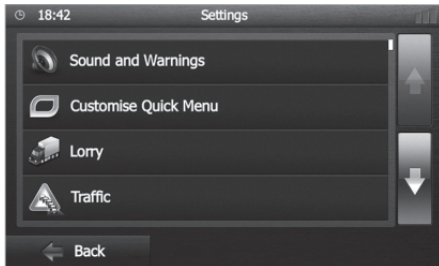 18:42 Settings
Sound and Warnings
Customise Quick Menu
Lorry
Traffic
Back